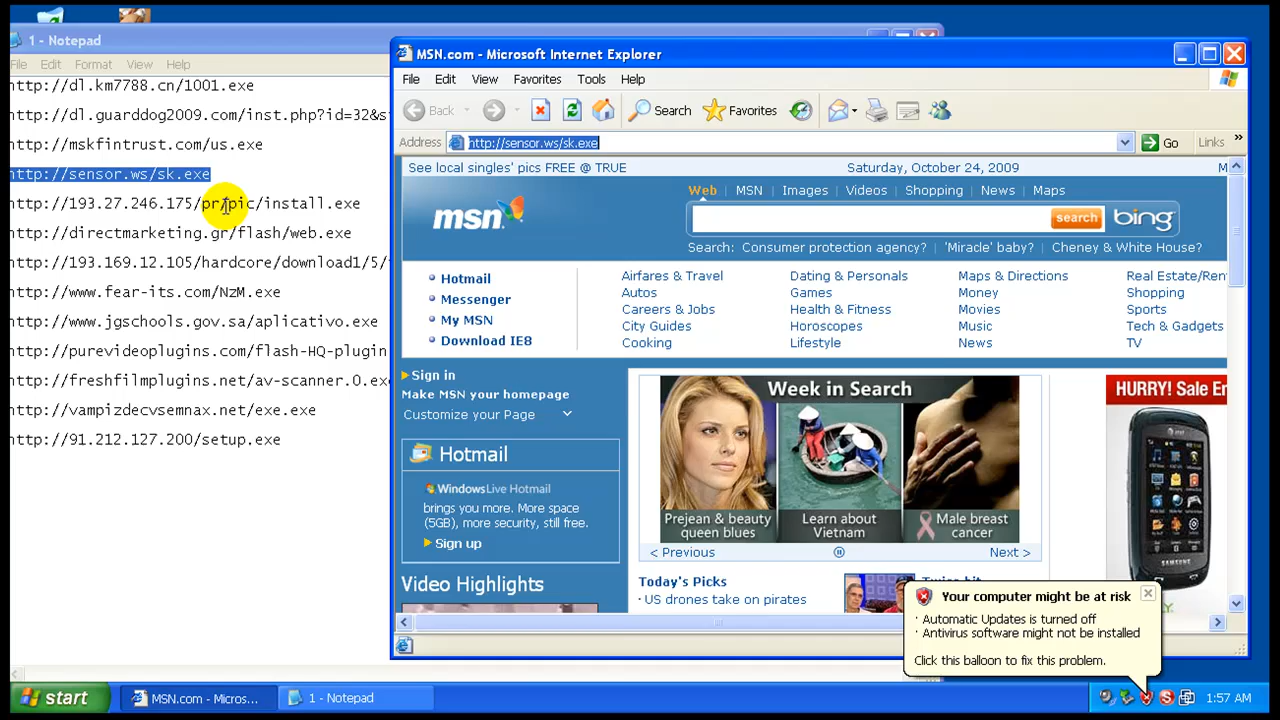 1 - Notepad
File Edit Format View Help
http://dl.km7788.cn/1001.exe
http://dl.guarddog2009.com/inst.php?id=32&s
http://mskfintrust.com/us.exe
http://sensor.ws/sk.exe
http://193.27.246.175/pr/pic/install.exe
http://directmarketing.gr/flash/web.exe
http://193.169.12.105/hardcore/download1/5/
http://www.fear-its.com/NzM.exe
http://www.jgschools.gov.sa/aplicativo.exe
http://purevideoplugins.com/flash-HQ-plugin
http://freshfilmplugins.net/av-scanner.0.exe
http://vampizdecvsemnax.net/exe.exe
http://91.212.127.200/setup.exe
MSN.com - Microsoft Internet Explorer
File Edit View Favorites Tools Help
Back Search Favorites
Address http://sensor.ws/sk.exe Go Links »
See local singles' pics FREE @ TRUE Saturday, October 24, 2009 M
msn
Web MSN Images Video Shopping News Maps
search bing
Search: Consumer protection agency? 'Miracle' baby? Cheney & White House?
Hotmail
Messenger
My MSN
Download IE8
Airfares & Travel
Autos
Careers & Jobs
City Guides
Cooking
Dating & Personals
Games
Health & Fitness
Horoscopes
Lifestyle
Maps & Directions
Money
Movies
Music
News
Real Estate/Ren
Shopping
Sports
Tech & Gadgets
TV
Sign in
Make MSN your homepage
Customize your Page
Hotmail
Windows Live Hotmail
brings you more. More space
(5GB), more security, still free.
Sign up
Video Highlights
Week in Search
Prejean & beauty
queen blues
Learn about
Vietnam
Male breast
cancer
< Previous Next >
Today's Picks
US drones take on pirates
HURRY! Sale En
at&t
SAMSUNG
Your computer might be at risk
Automatic Updates is turned off
Antivirus software might not be installed
Click this balloon to fix this problem.
start MSN.com - Micros... 1 - Notepad 1:57 AM